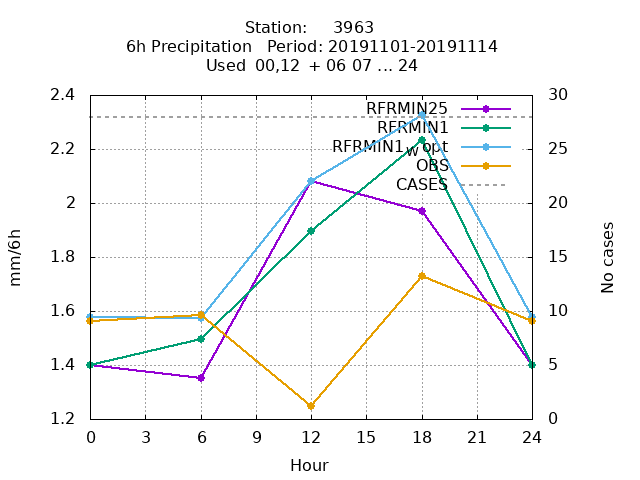 Station: 3963
6h Precipitation Period: 20191101-20191114
Used 00,12 + 06 07 ... 24
2.4
2.2
2
1.8
1.6
1.4
1.2
mm/6h
30
25
20
15
10
5
0
No cases
RFRMIN25
RFRMIN1
RFRMIN1wopt
OBS
CASES
0 3 6 9 12 15 18 21 24
Hour